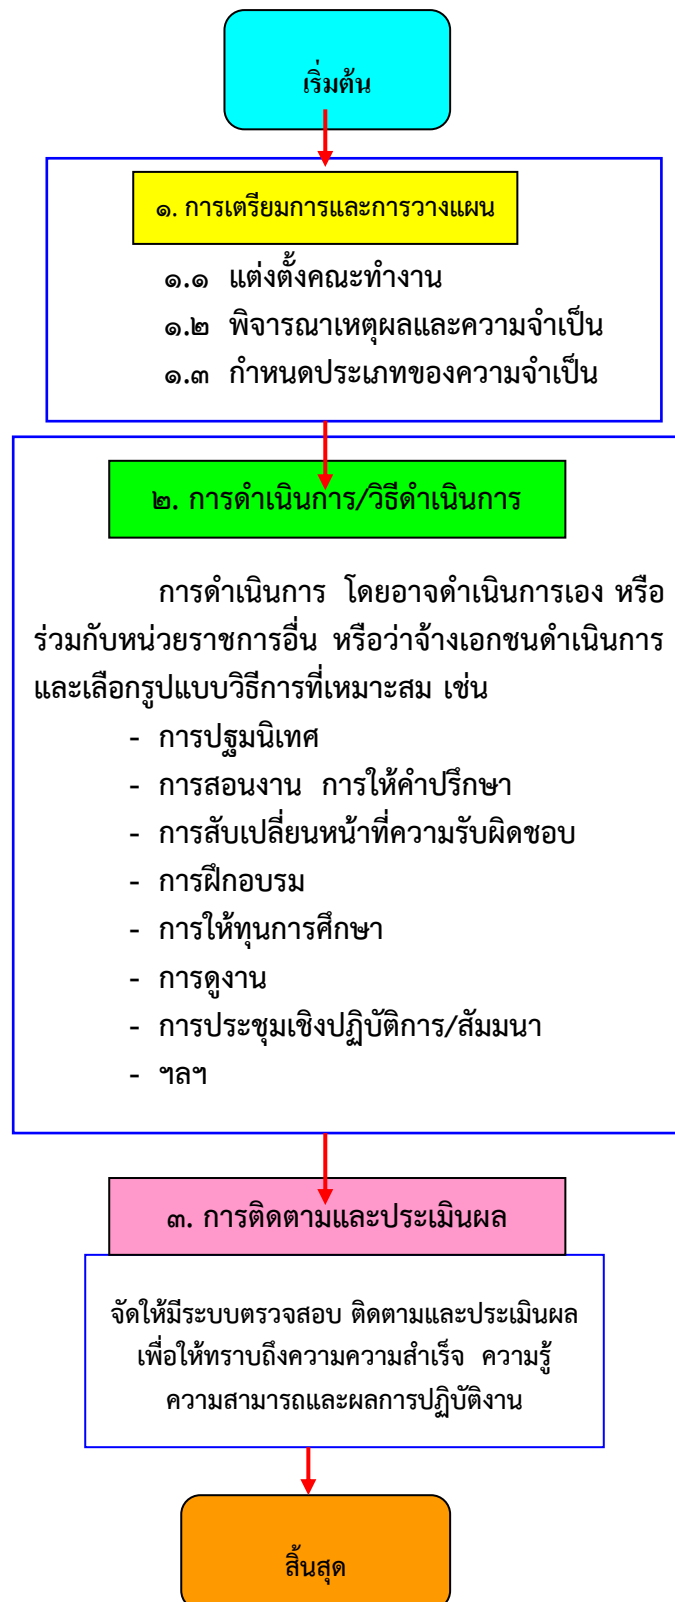 เริ่มต้น
๑. การเตรียมการและการวางแผน
๑.๑ แต่งตั้งคณะทำงาน
๑.๒ พิจารณาเหตุผลและความจำเป็น
๑.๓ กำหนดประเภทของความจำเป็น
๒. การดำเนินการ/วิธีดำเนินการ
การดำเนินการ โดยอาจดำเนินการเอง หรือ
ร่วมกับหน่วยราชการอื่น หรือว่าจ้างเอกชนดำเนินการ
และเลือกรูปแบบวิธีการที่เหมาะสม เช่น
- การปฐมนิเทศ
- การสอนงาน การให้คำปรึกษา
- การสับเปลี่ยนหน้าที่ความรับผิดชอบ
- การฝึกอบรม
- การให้ทุนการศึกษา
- การดูงาน
- การประชุมเชิงปฏิบัติการ/สัมมนา
- ฯลฯ
๓. การติดตามและประเมินผล
จัดให้มีระบบตรวจสอบ ติดตามและประเมินผล
เพื่อให้ทราบถึงความความสำเร็จ ความรู้
ความสามารถและผลการปฏิบัติงาน
สิ้นสุด